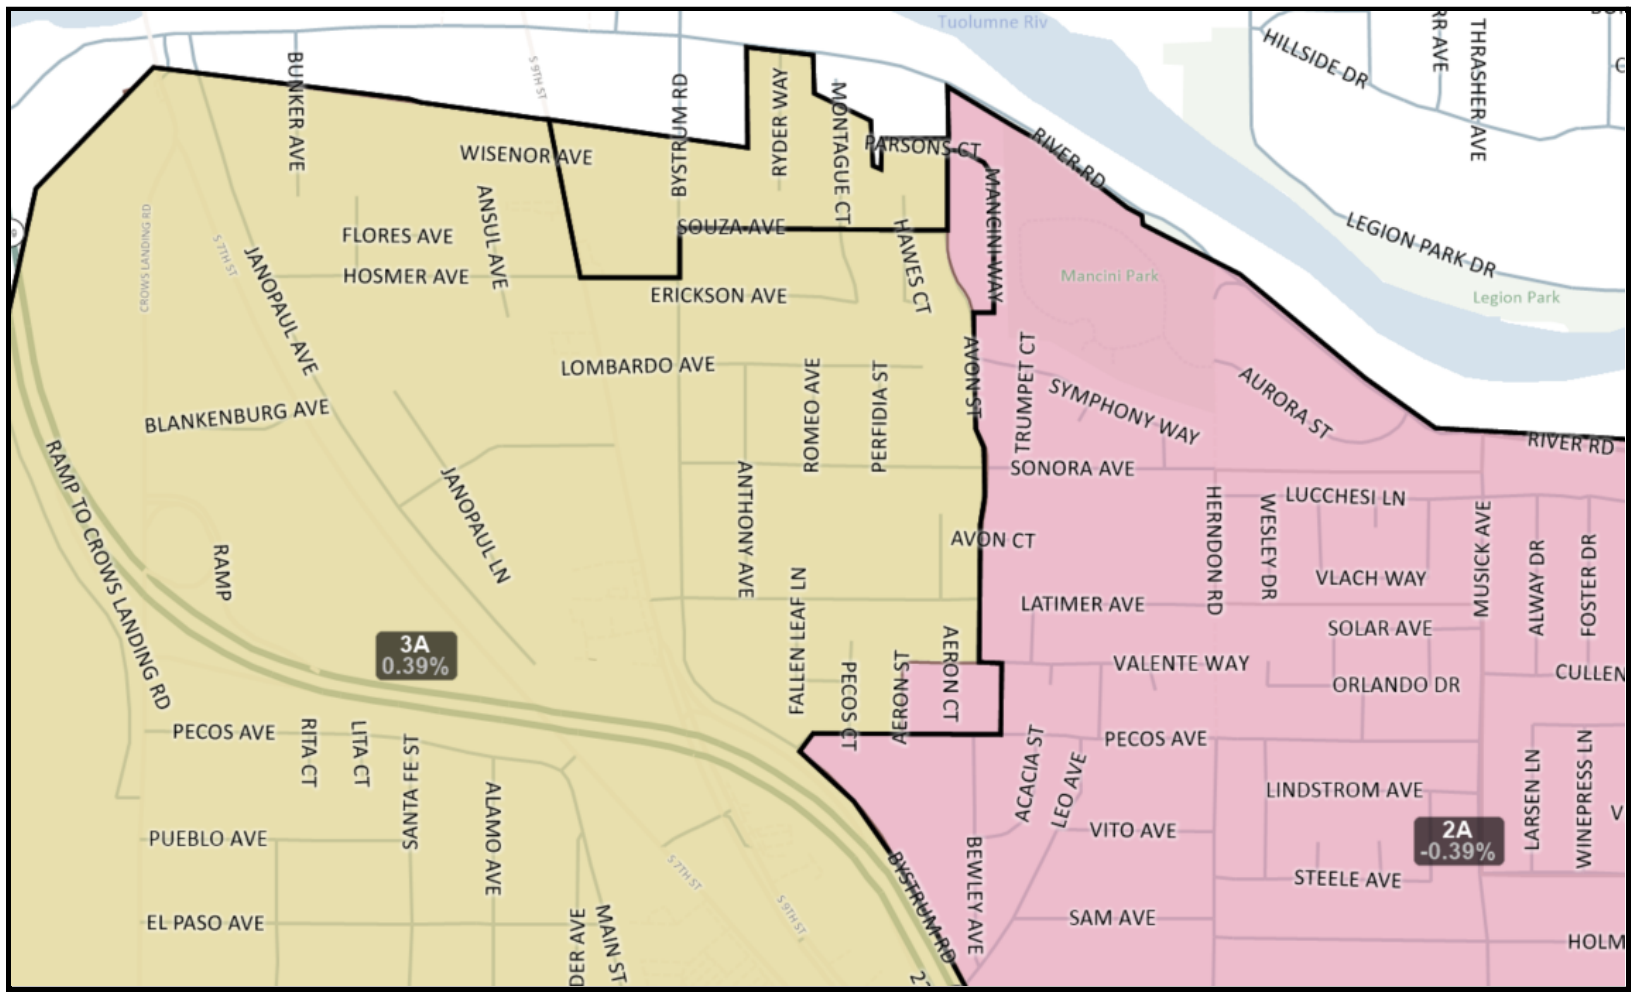 Tuolumne Riv
HILLSIDE DR
THRASHER AVE
BUNKER AVE
S 9TH ST
BYSTRUM RD
RYDER WAY
MONTAGUE CT
PARSONS CT
RIVER RD
WISENOR AVE
MANCINI WAY
ANSUL AVE
FLORES AVE
SOUZA AVE
HAWES CT
LEGION PARK DR
CROWS LANDING RD
S 7TH ST
JANOPAUL AVE
HOSMER AVE
ERICKSON AVE
Mancini Park
Legion Park
LOMBARDO AVE
ROMEO AVE
PERFIDIA ST
AVON ST
TRUMPET CT
SYMPHONY WAY
AURORA ST
BLANKENBURG AVE
RIVER RD
RAMP TO CROWS LANDING RD
JANOPAUL LN
ANTHONY AVE
SONORA AVE
HERNDON RD
WESLEY DR
LUCCHESI LN
MUSICK AVE
RAMP
AVON CT
ALWAY DR
FOSTER DR
VLACH WAY
FALLEN LEAF LN
LATIMER AVE
SOLAR AVE
3A
0.39%
PECOS CT
AERON ST
AERON CT
VALENTE WAY
ORLANDO DR
CULLEN
PECOS AVE
RITA CT
LITA CT
SANTA FE ST
ACACIA ST
LEO AVE
PECOS AVE
LARSEN LN
WINEPRESS LN
ALAMO AVE
LINDSTROM AVE
PUEBLO AVE
VITO AVE
2A
-0.39%
S 7TH ST
BYSTRUM RD
BEWLEY AVE
STEELE AVE
EL PASO AVE
DER AVE
MAIN ST
S 9TH ST
SAM AVE
HOLM